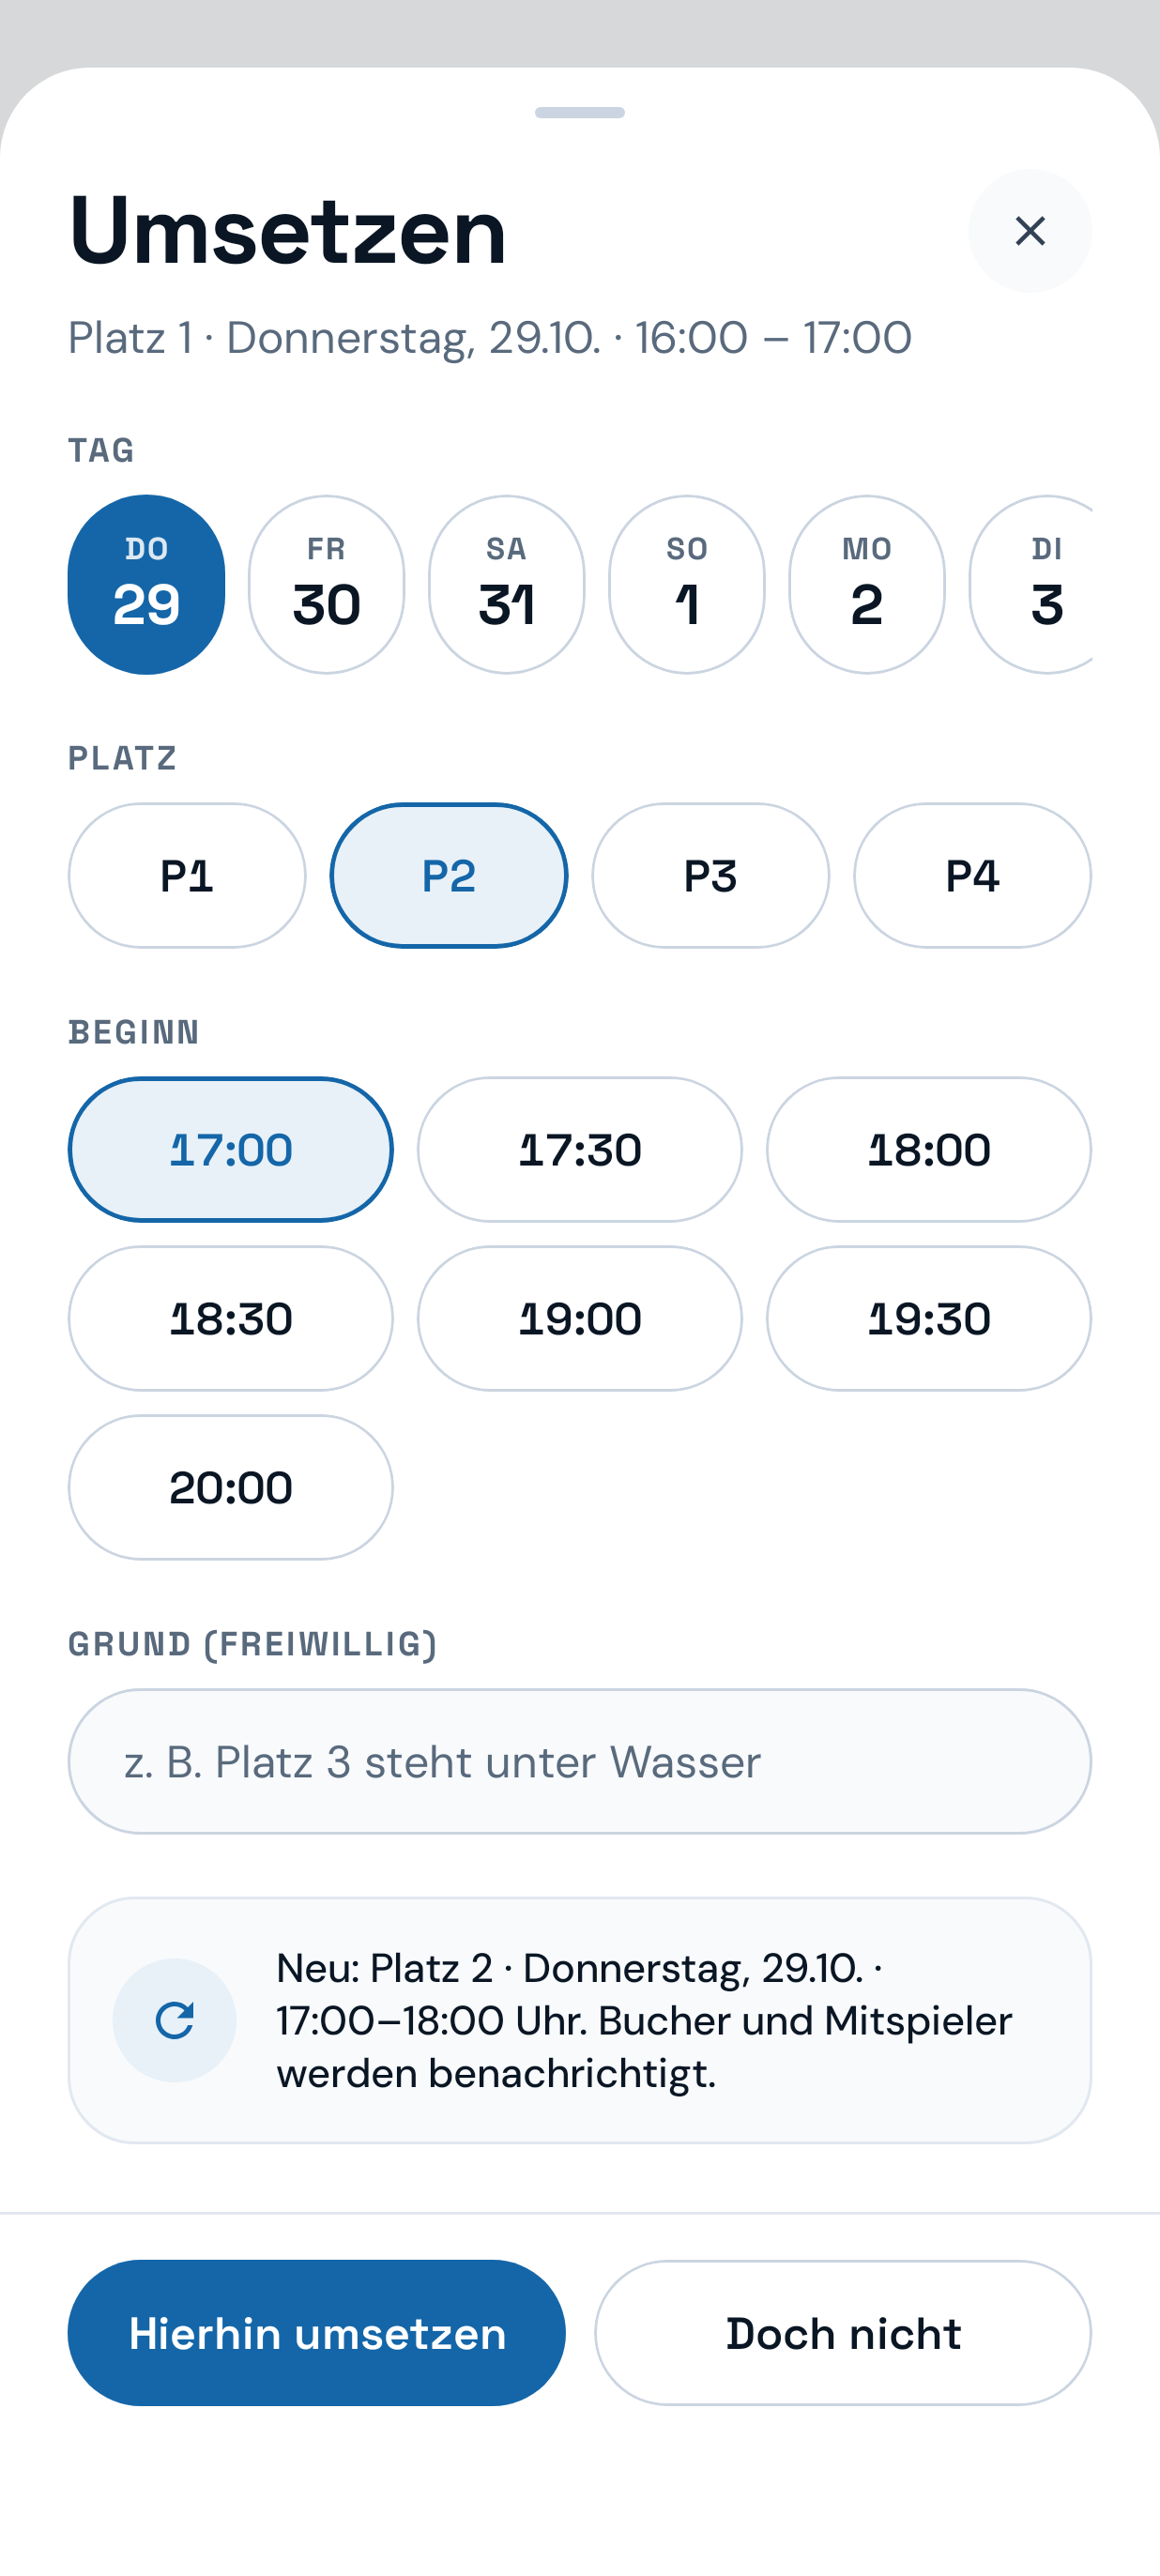 Umsetzen
Platz 1 · Donnerstag, 29.10. · 16:00 – 17:00
TAG
DO FR SA SO MO DI
29 30 31 1 2 3
PLATZ
P1 P2 P3 P4
BEGINN
17:00 17:30 18:00
18:30 19:00 19:30
20:00
GRUND (FREIWILLIG)
z. B. Platz 3 steht unter Wasser
Neu: Platz 2 · Donnerstag, 29.10. ·
17:00–18:00 Uhr. Bucher und Mitspieler
werden benachrichtigt.
Hierhin umsetzen Doch nicht